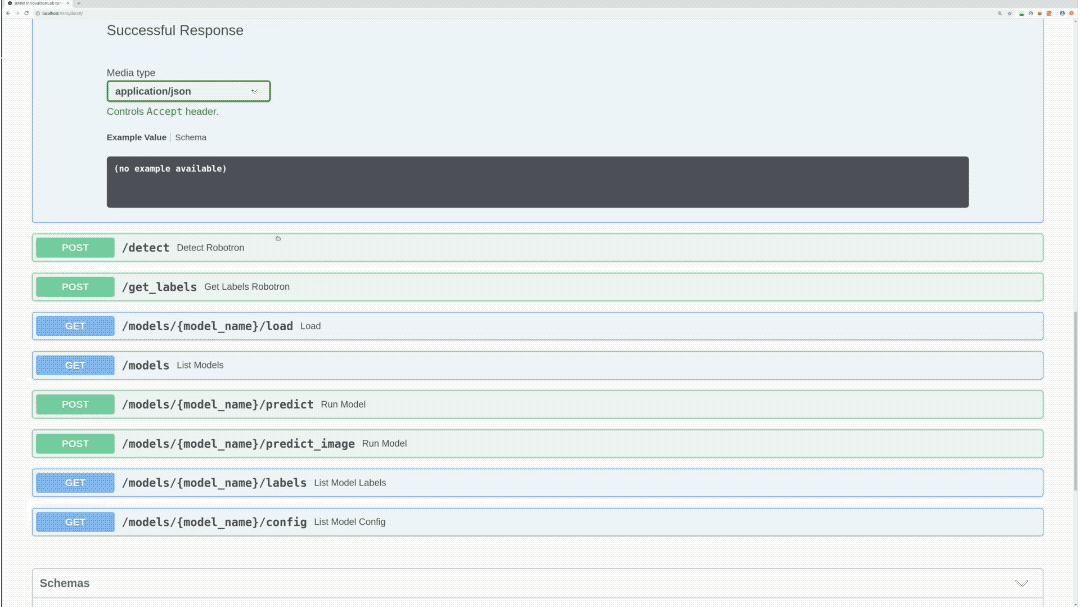 Successful Response
Media type
application/json
Controls Accept header.
Example Value Schema
(no example available)
POST /detect Detect Robotron
POST /get_labels Get Labels Robotron
GET /models/{model_name}/load Load
GET /models List Models
POST /models/{model_name}/predict Run Model
POST /models/{model_name}/predict_image Run Model
GET /models/{model_name}/labels List Model Labels
GET /models/{model_name}/config List Model Config
Schemas